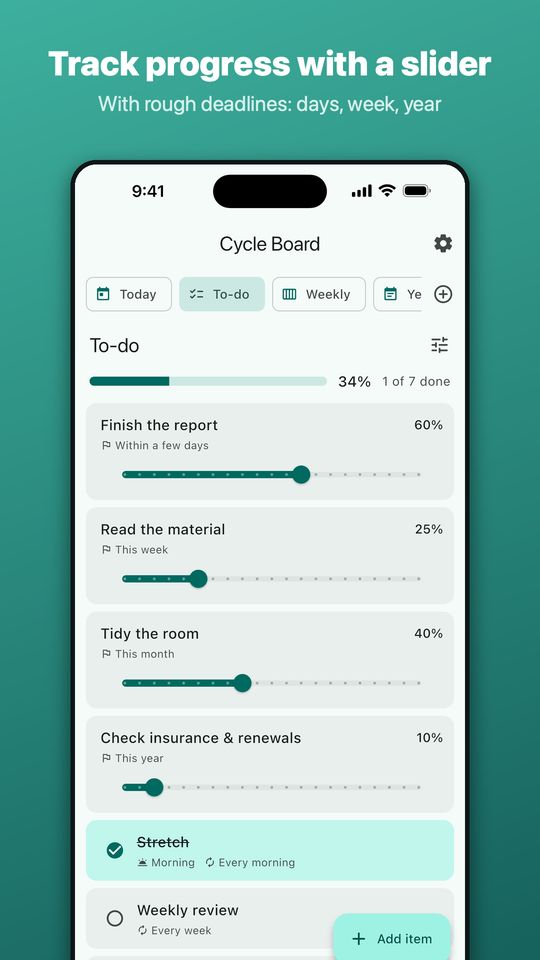 Track progress with a slider
With rough deadlines: days, week, year
9:41
Cycle Board
Today
To-do
Weekly
Ye
To-do
34% 1 of 7 done
Finish the report 60%
Within a few days
Read the material 25%
This week
Tidy the room 40%
This month
Check insurance & renewals 10%
This year
Stretch
Morning Every morning
Weekly review
Every week
+ Add item